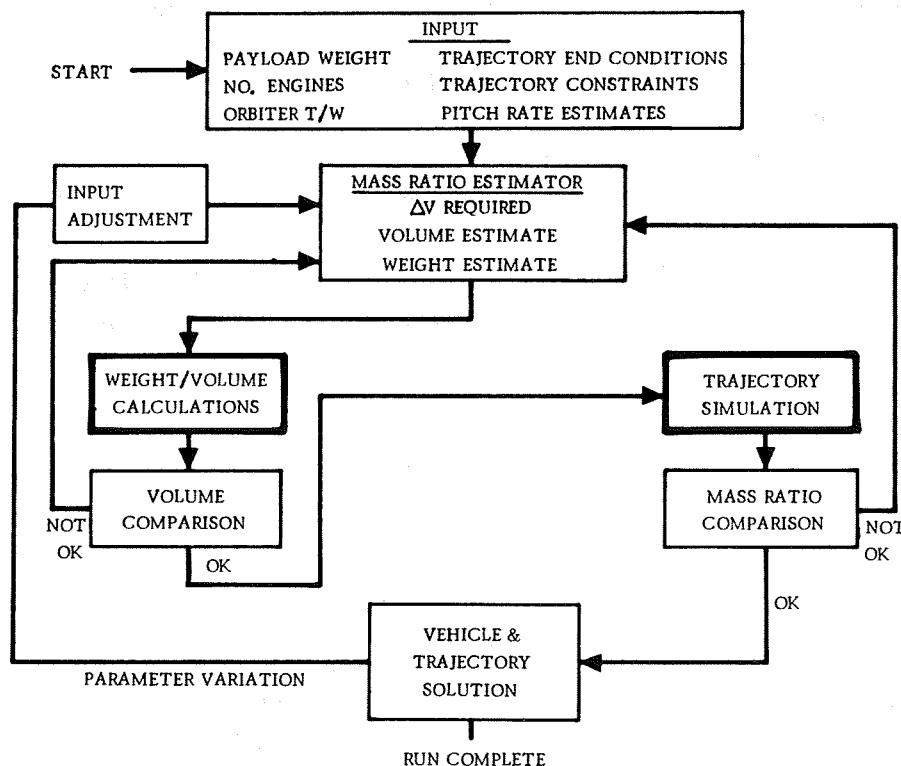 INPUT
PAYLOAD WEIGHT TRAJECTORY END CONDITIONS
START
NO. ENGINES TRAJECTORY CONSTRAINTS
ORBITER T/W PITCH RATE ESTIMATES
MASS RATIO ESTIMATOR
ΔV REQUIRED
VOLUME ESTIMATE
WEIGHT ESTIMATE
INPUT
ADJUSTMENT
WEIGHT/VOLUME
CALCULATIONS
TRAJECTORY
SIMULATION
VOLUME
COMPARISON
NOT
OK
OK
MASS RATIO
COMPARISON
NOT
OK
OK
VEHICLE &
TRAJECTORY
SOLUTION
PARAMETER VARIATION
RUN COMPLETE